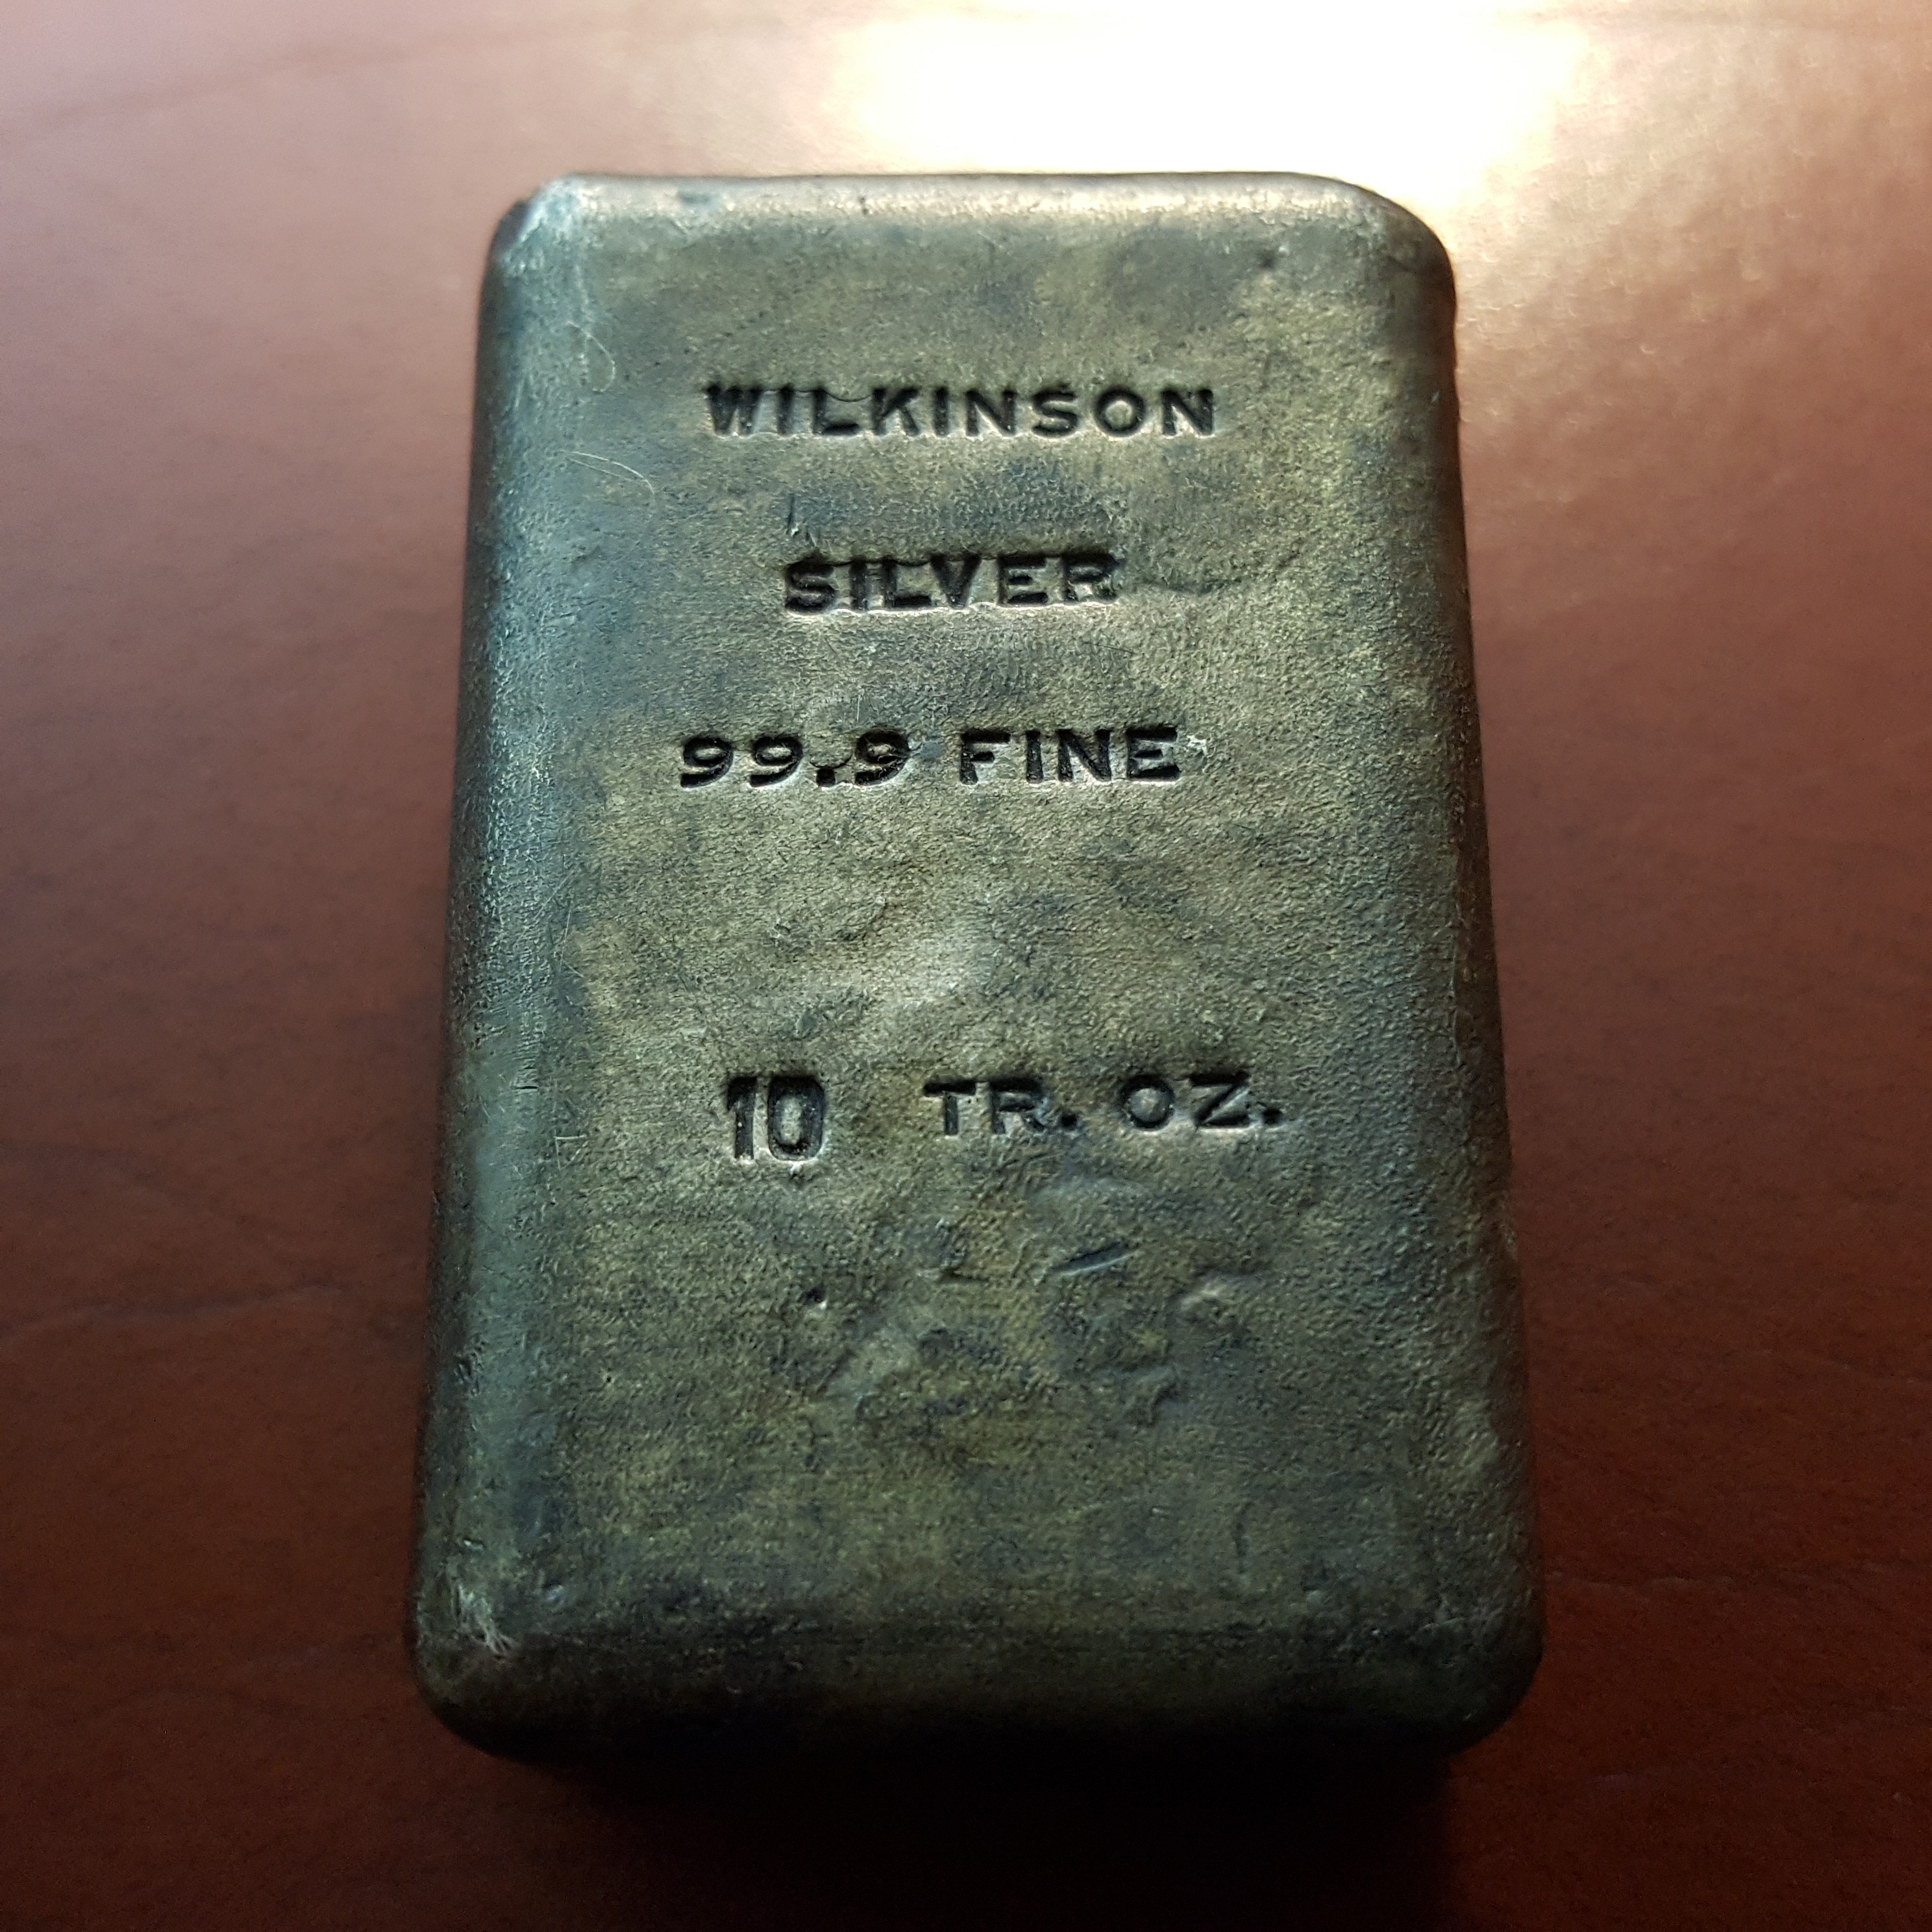 WILKINSON
SILVER
99.9 FINE
10 TR. OZ.